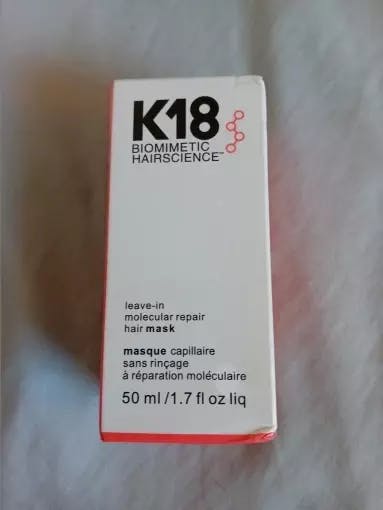 K18
BIOMIMETIC
HAIRSCIENCE™
leave-in
molecular repair
hair mask
masque capillaire
sans rinçage
à réparation moléculaire
50 ml /1.7 fl oz liq